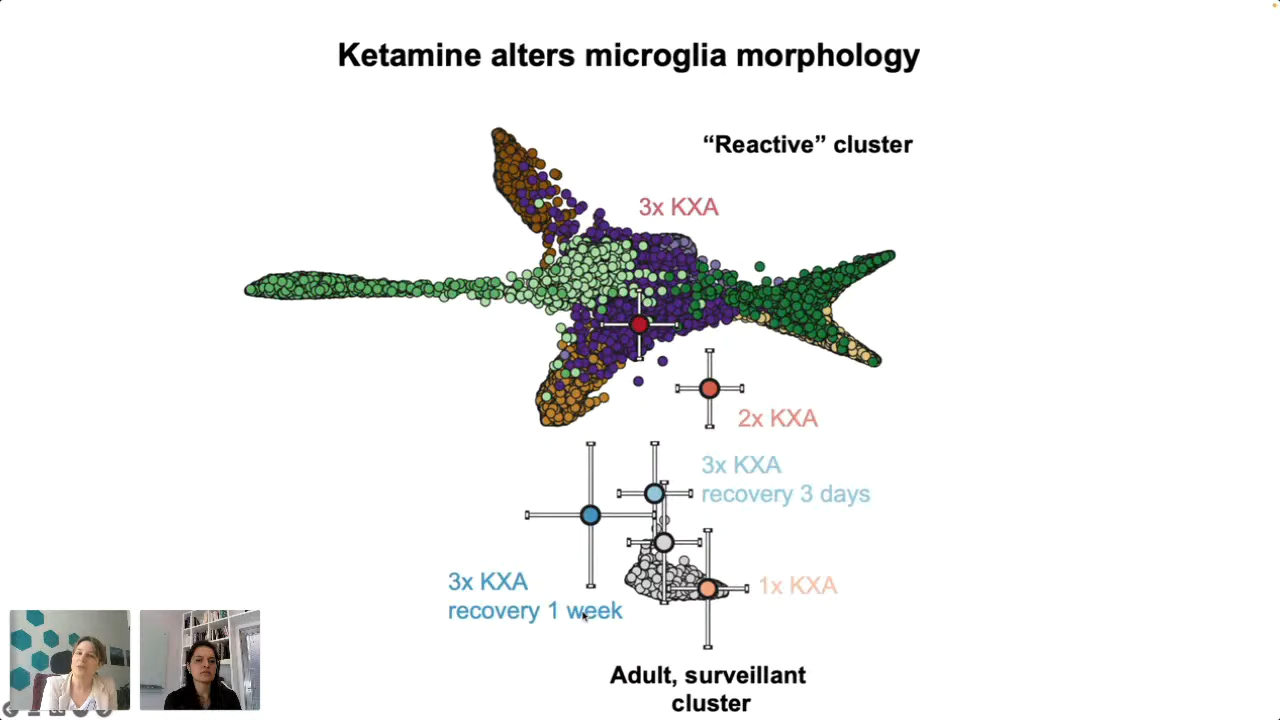 Ketamine alters microglia morphology
“Reactive” cluster
3x KXA
2x KXA
3x KXA
recovery 3 days
3x KXA
recovery 1 week
1x KXA
Adult, surveillant
cluster